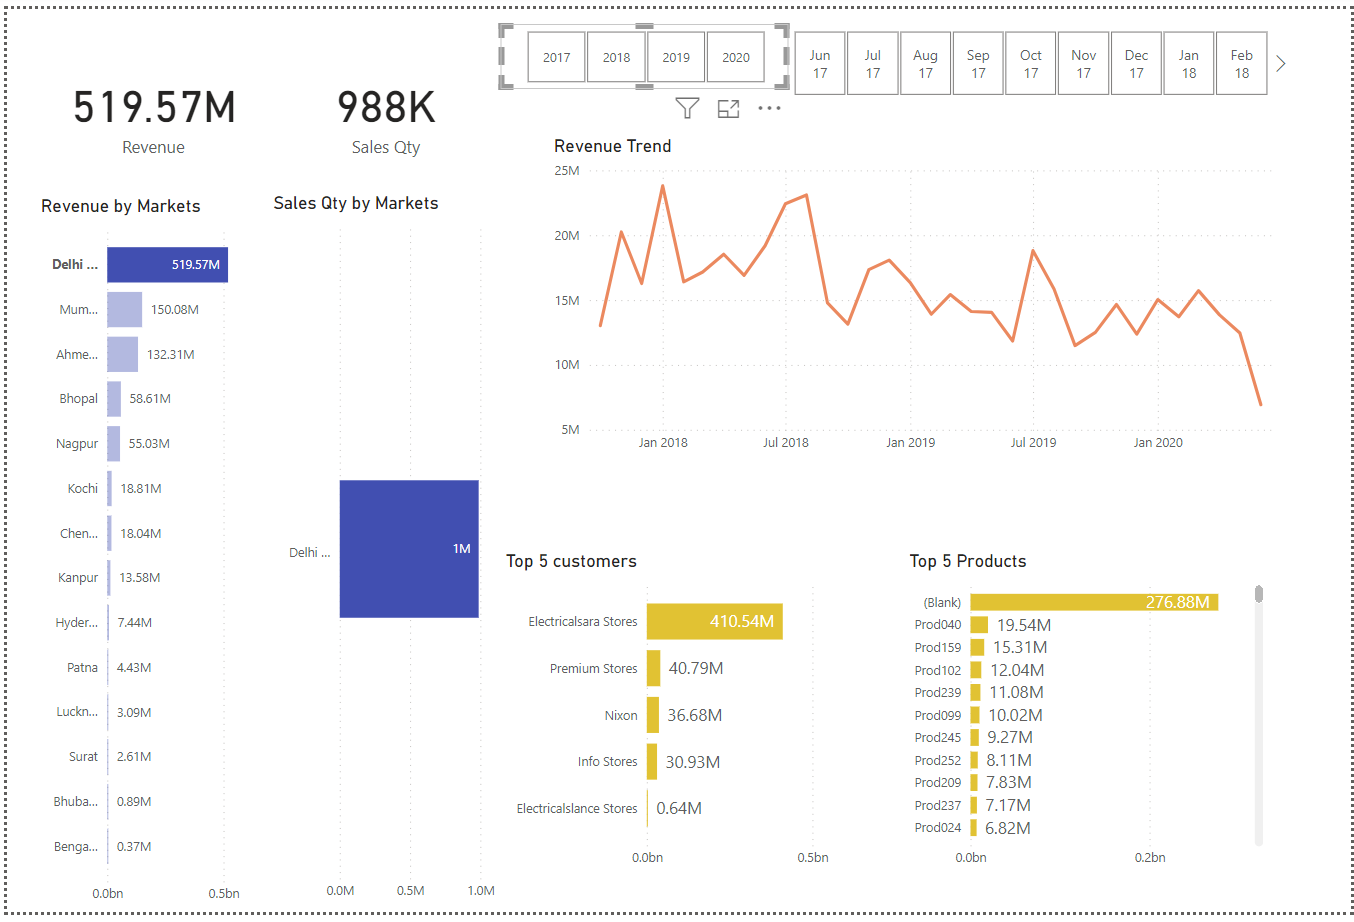 2017
2018
2019
2020
Jun
17
Jul
17
Aug
17
Sep
17
Oct
17
Nov
17
Dec
17
Jan
18
Feb
18
519.57M
Revenue
988K
Sales Qty
Revenue by Markets
Delhi ...
519.57M
Mum...
150.08M
Ahme...
132.31M
Bhopal
58.61M
Nagpur
55.03M
Kochi
18.81M
Chen...
18.04M
Kanpur
13.58M
Hyder...
7.44M
Patna
4.43M
Luckn...
3.09M
Surat
2.61M
Bhuba...
0.89M
Benga...
0.37M
0.0bn
0.5bn
Sales Qty by Markets
Delhi ...
1M
0.0M
0.5M
1.0M
Revenue Trend
25M
20M
15M
10M
5M
Jan 2018
Jul 2018
Jan 2019
Jul 2019
Jan 2020
Top 5 customers
Electricalsara Stores
410.54M
Premium Stores
40.79M
Nixon
36.68M
Info Stores
30.93M
Electricalslance Stores
0.64M
0.0bn
0.5bn
Top 5 Products
(Blank)
276.88M
Prod040
19.54M
Prod159
15.31M
Prod102
12.04M
Prod239
11.08M
Prod099
10.02M
Prod245
9.27M
Prod252
8.11M
Prod209
7.83M
Prod237
7.17M
Prod024
6.82M
0.0bn
0.2bn